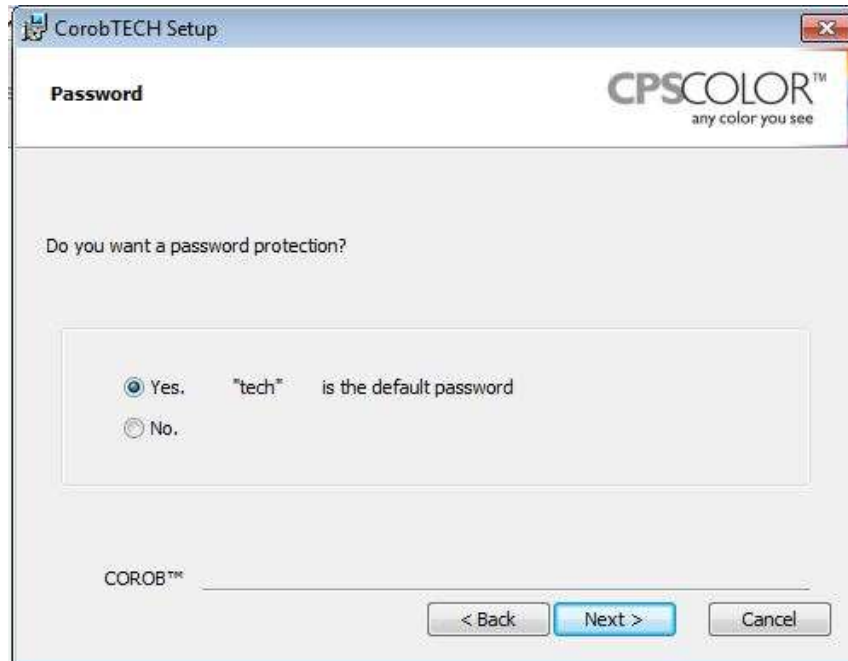 CorobTECH Setup
Password
CPSCOLOR™
any color you see
Do you want a password protection?
Yes. "tech" is the default password
No.
COROB™
< Back Next > Cancel